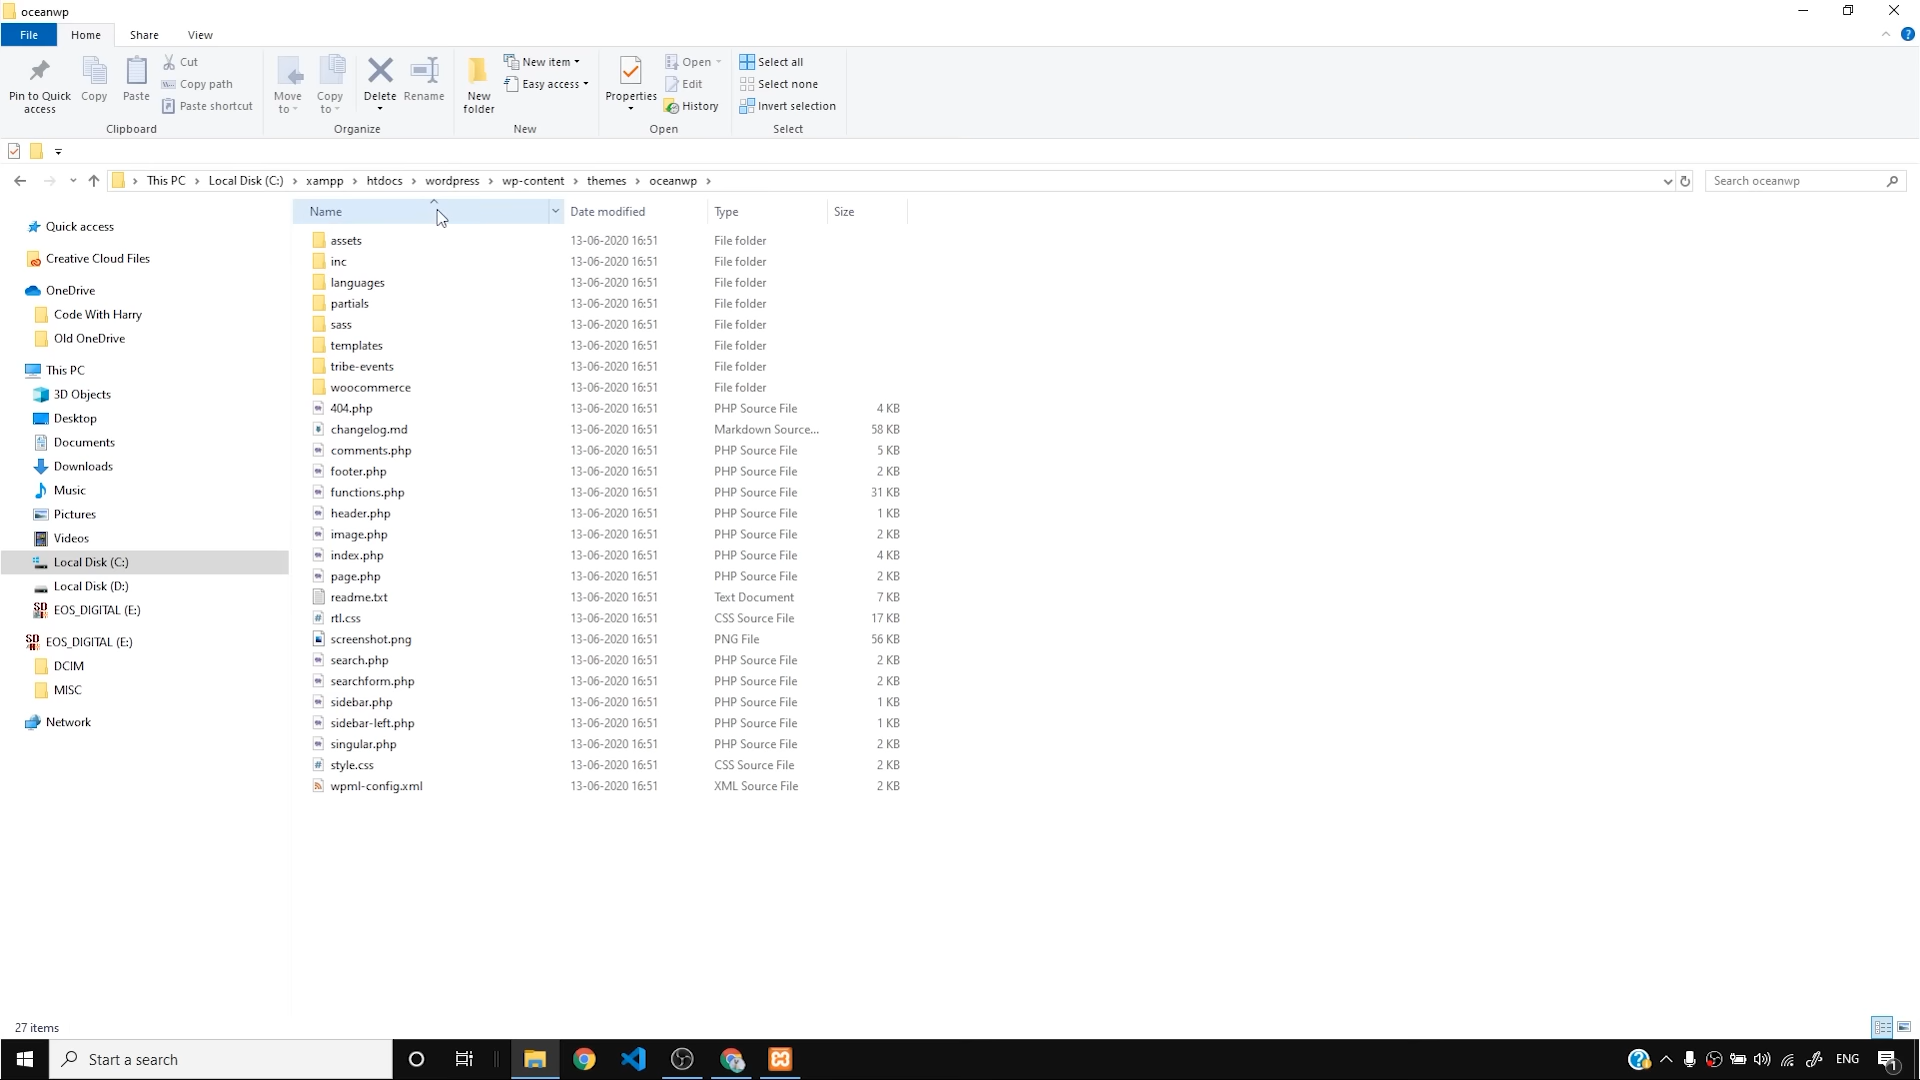 oceanwp
File Home Share View
Pin to Quick access
Copy
Paste
Cut
Copy path
Paste shortcut
Clipboard
Move to
Copy to
Delete
Rename
Organize
New folder
New item
Easy access
New
Properties
Open
Edit
History
Open
Select all
Select none
Invert selection
Select
This PC > Local Disk (C:) > xampp > htdocs > wordpress > wp-content > themes > oceanwp >
Search oceanwp
Quick access
Creative Cloud Files
OneDrive
Code With Harry
Old OneDrive
This PC
3D Objects
Desktop
Documents
Downloads
Music
Pictures
Videos
Local Disk (C:)
Local Disk (D:)
EOS_DIGITAL (E:)
EOS_DIGITAL (E:)
DCIM
MISC
Network
Name Date modified Type Size
assets 13-06-2020 16:51 File folder
inc 13-06-2020 16:51 File folder
languages 13-06-2020 16:51 File folder
partials 13-06-2020 16:51 File folder
sass 13-06-2020 16:51 File folder
templates 13-06-2020 16:51 File folder
tribe-events 13-06-2020 16:51 File folder
woocommerce 13-06-2020 16:51 File folder
404.php 13-06-2020 16:51 PHP Source File 4 KB
changelog.md 13-06-2020 16:51 Markdown Source... 58 KB
comments.php 13-06-2020 16:51 PHP Source File 5 KB
footer.php 13-06-2020 16:51 PHP Source File 2 KB
functions.php 13-06-2020 16:51 PHP Source File 31 KB
header.php 13-06-2020 16:51 PHP Source File 1 KB
image.php 13-06-2020 16:51 PHP Source File 2 KB
index.php 13-06-2020 16:51 PHP Source File 4 KB
page.php 13-06-2020 16:51 PHP Source File 2 KB
readme.txt 13-06-2020 16:51 Text Document 7 KB
rtl.css 13-06-2020 16:51 CSS Source File 17 KB
screenshot.png 13-06-2020 16:51 PNG File 56 KB
search.php 13-06-2020 16:51 PHP Source File 2 KB
searchform.php 13-06-2020 16:51 PHP Source File 2 KB
sidebar.php 13-06-2020 16:51 PHP Source File 1 KB
sidebar-left.php 13-06-2020 16:51 PHP Source File 1 KB
singular.php 13-06-2020 16:51 PHP Source File 2 KB
style.css 13-06-2020 16:51 CSS Source File 2 KB
wpml-config.xml 13-06-2020 16:51 XML Source File 2 KB
27 items
Start a search
ENG
1